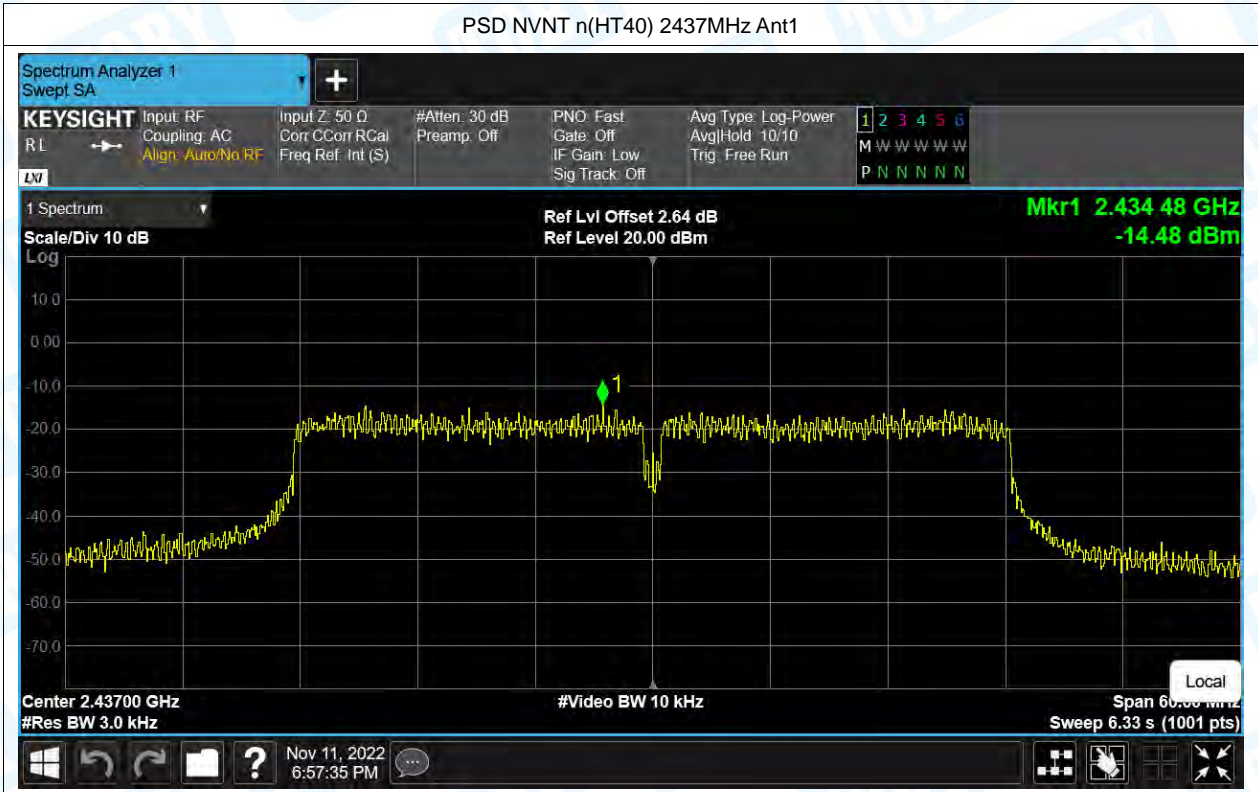 PSD NVNT n(HT40) 2437MHz Ant1
Spectrum Analyzer 1
Swept SA
KEYSIGHT
R L
LXI
Input: RF
Coupling: AC
Align: Auto/No RF
Input Z: 50 Ω
Corr CCorr RCal
Freq Ref: Int (S)
#Atten: 30 dB
Preamp: Off
PNO: Fast
Gate: Off
IF Gain: Low
Sig Track: Off
Avg Type: Log-Power
Avg|Hold: 10/10
Trig: Free Run
1 2 3 4 5 6
M W W W W W
P N N N N N
1 Spectrum
Scale/Div 10 dB
Log
Ref Lvl Offset 2.64 dB
Ref Level 20.00 dBm
Mkr1 2.434 48 GHz
-14.48 dBm
10.0
0.00
-10.0
-20.0
-30.0
-40.0
-50.0
-60.0
-70.0
1
Local
Center 2.43700 GHz
#Res BW 3.0 kHz
#Video BW 10 kHz
Span 60.00 MHz
Sweep 6.33 s (1001 pts)
?
Nov 11, 2022
6:57:35 PM